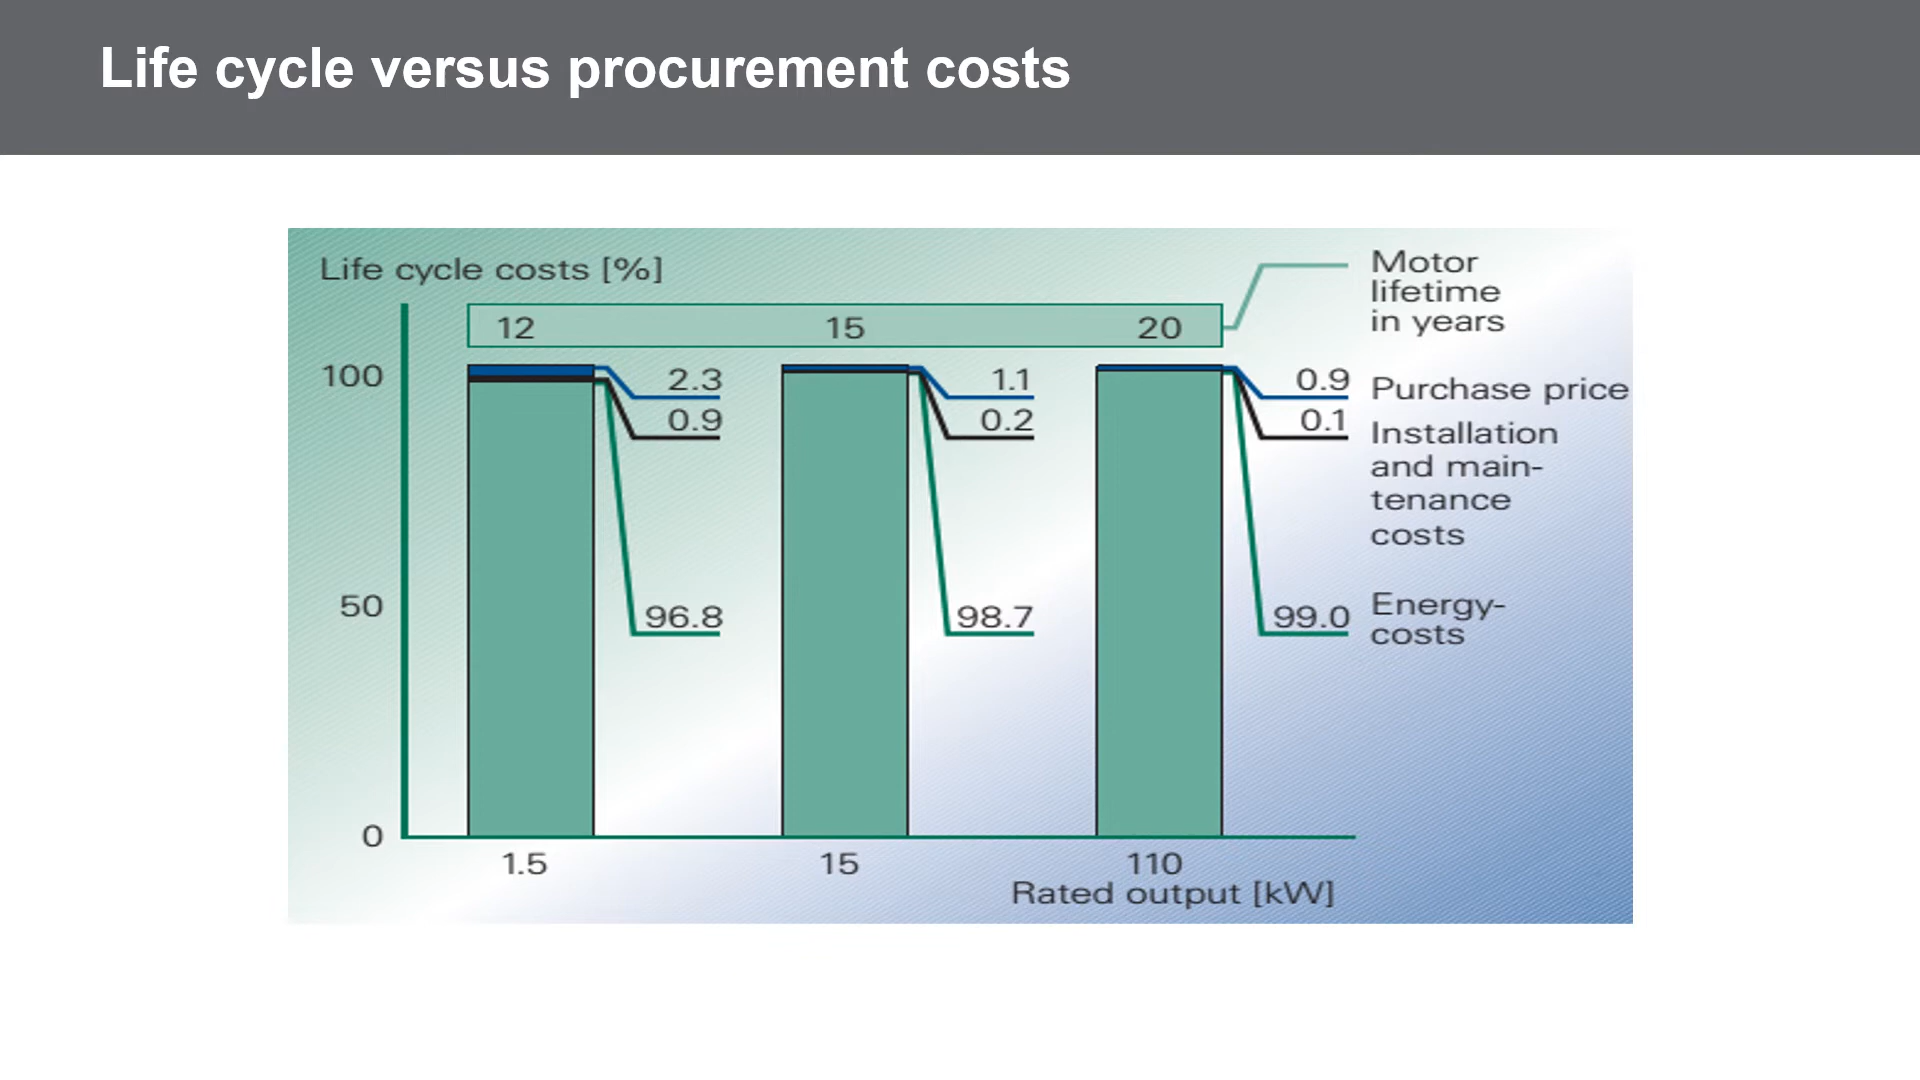 Life cycle versus procurement costs
Life cycle costs [%]
Motor
lifetime
in years
12 15 20
100
2.3 1.1 0.9 Purchase price
0.9 0.2 0.1 Installation
and main-
tenance
costs
50
96.8 98.7 99.0 Energy-
costs
0
1.5 15 110
Rated output [kW]